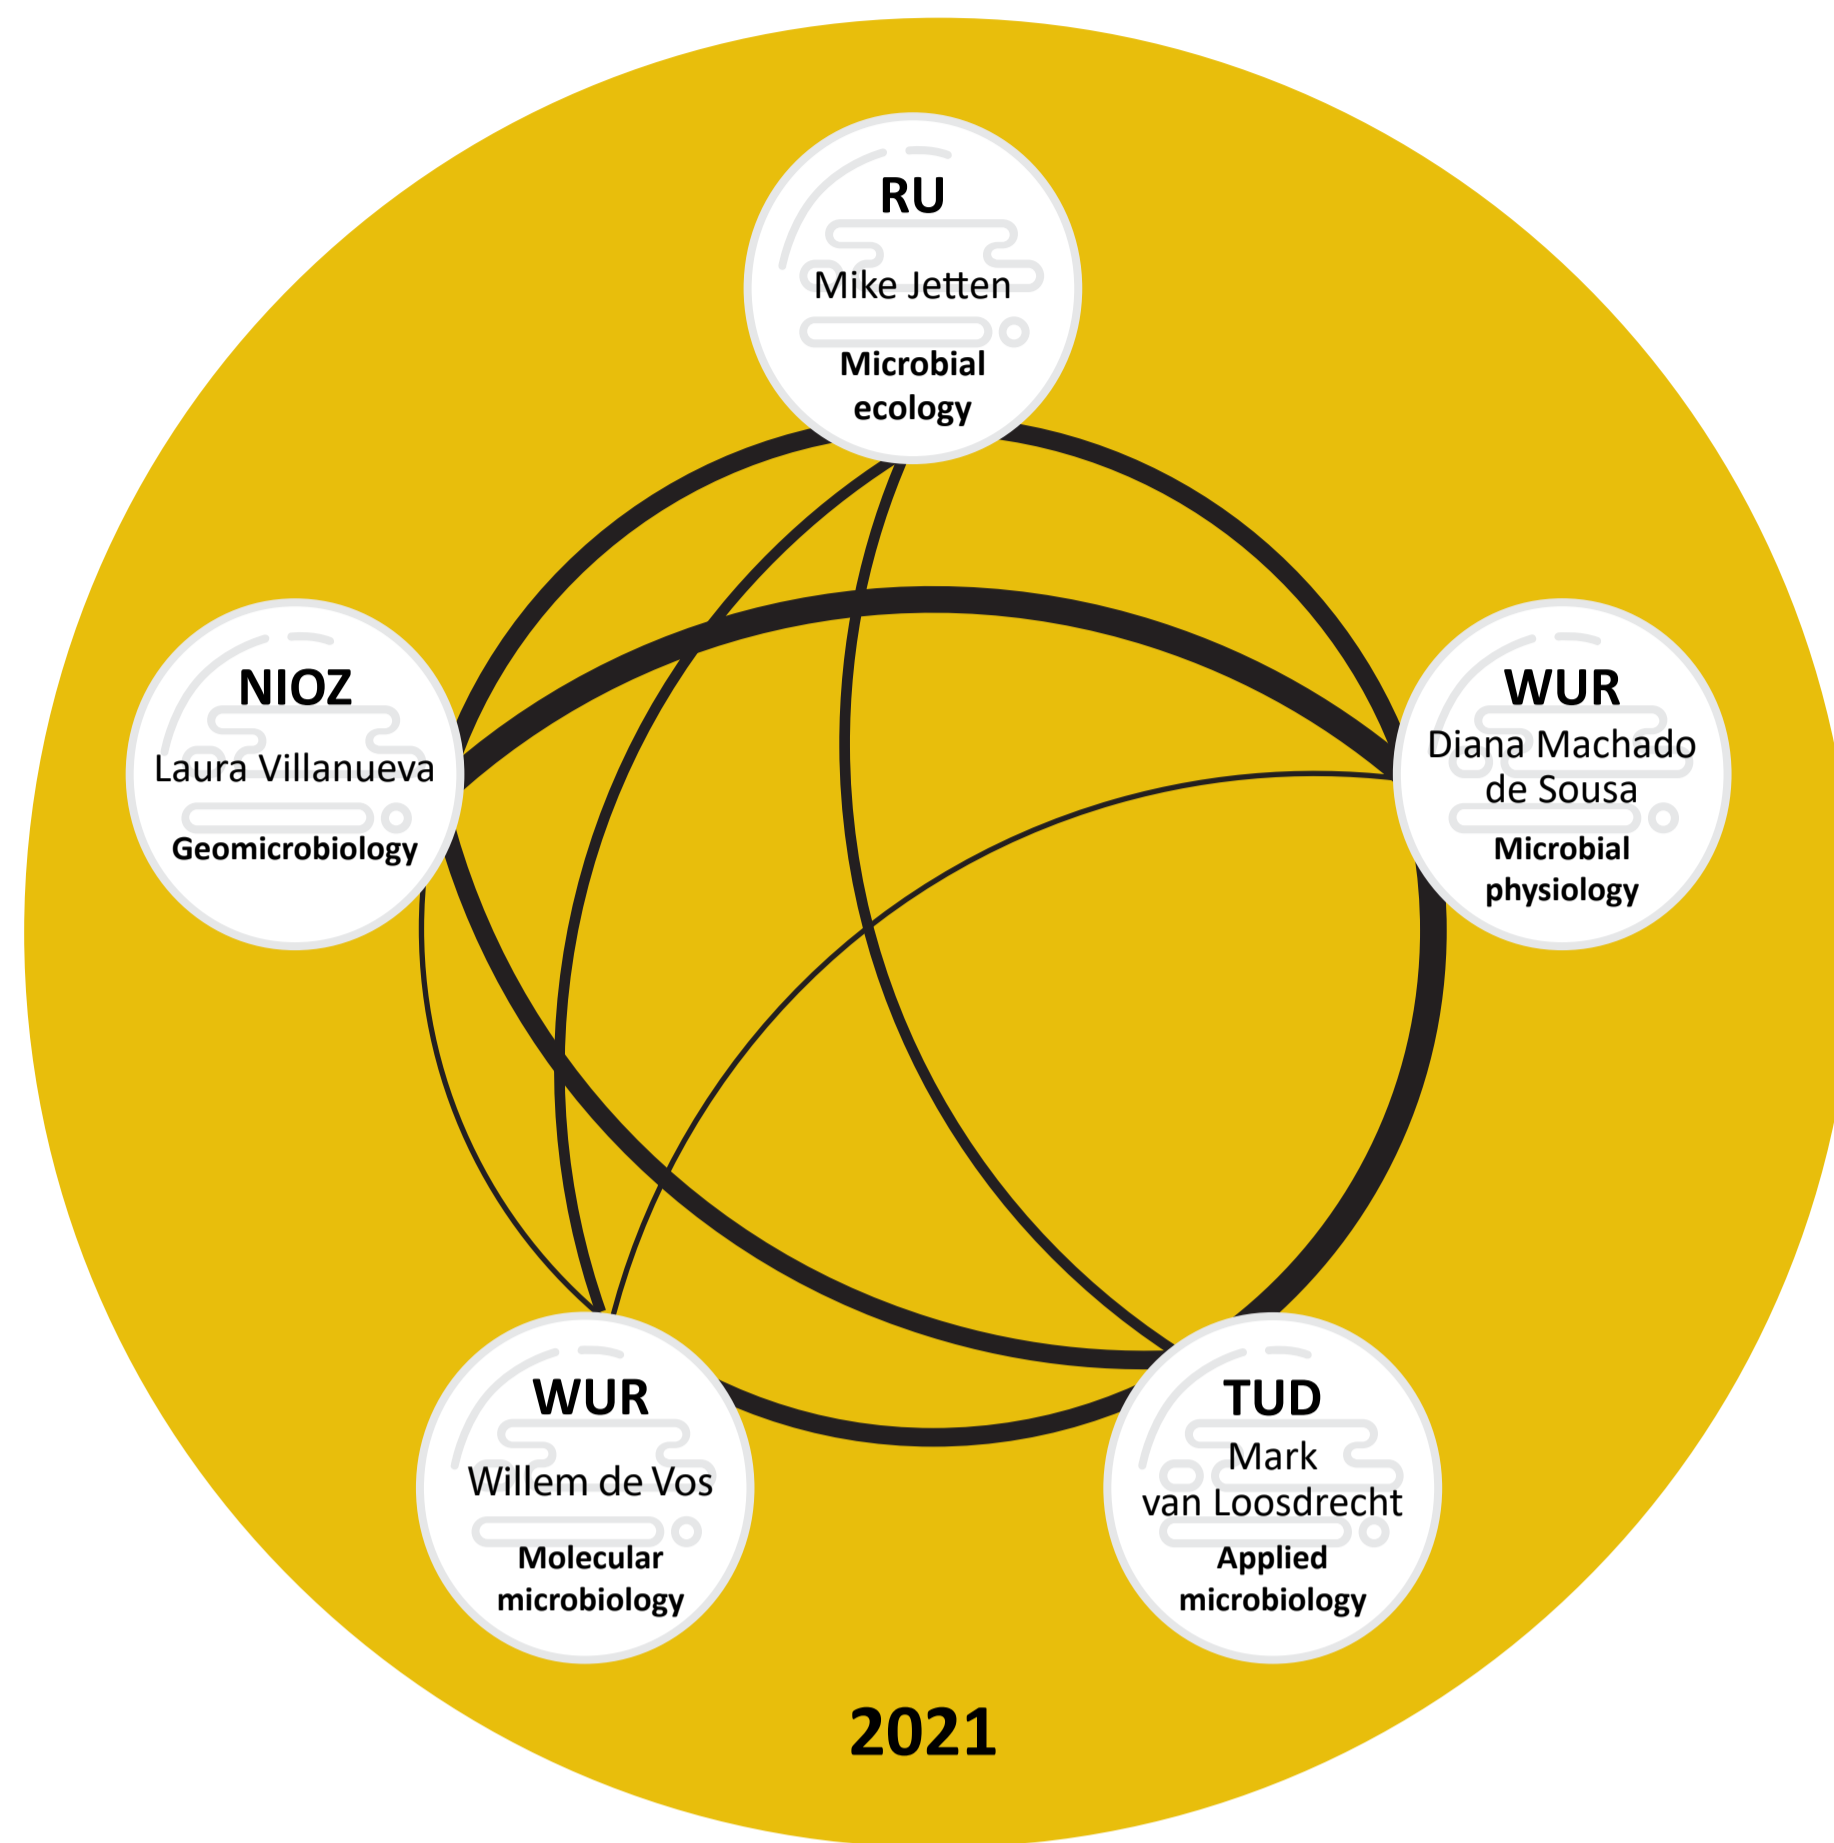 RU
Mike Jetten
Microbial
ecology
NIOZ
Laura Villanueva
Geomicrobiology
WUR
Diana Machado
de Sousa
Microbial
physiology
WUR
Willem de Vos
Molecular
microbiology
TUD
Mark
van Loosdrecht
Applied
microbiology
2021